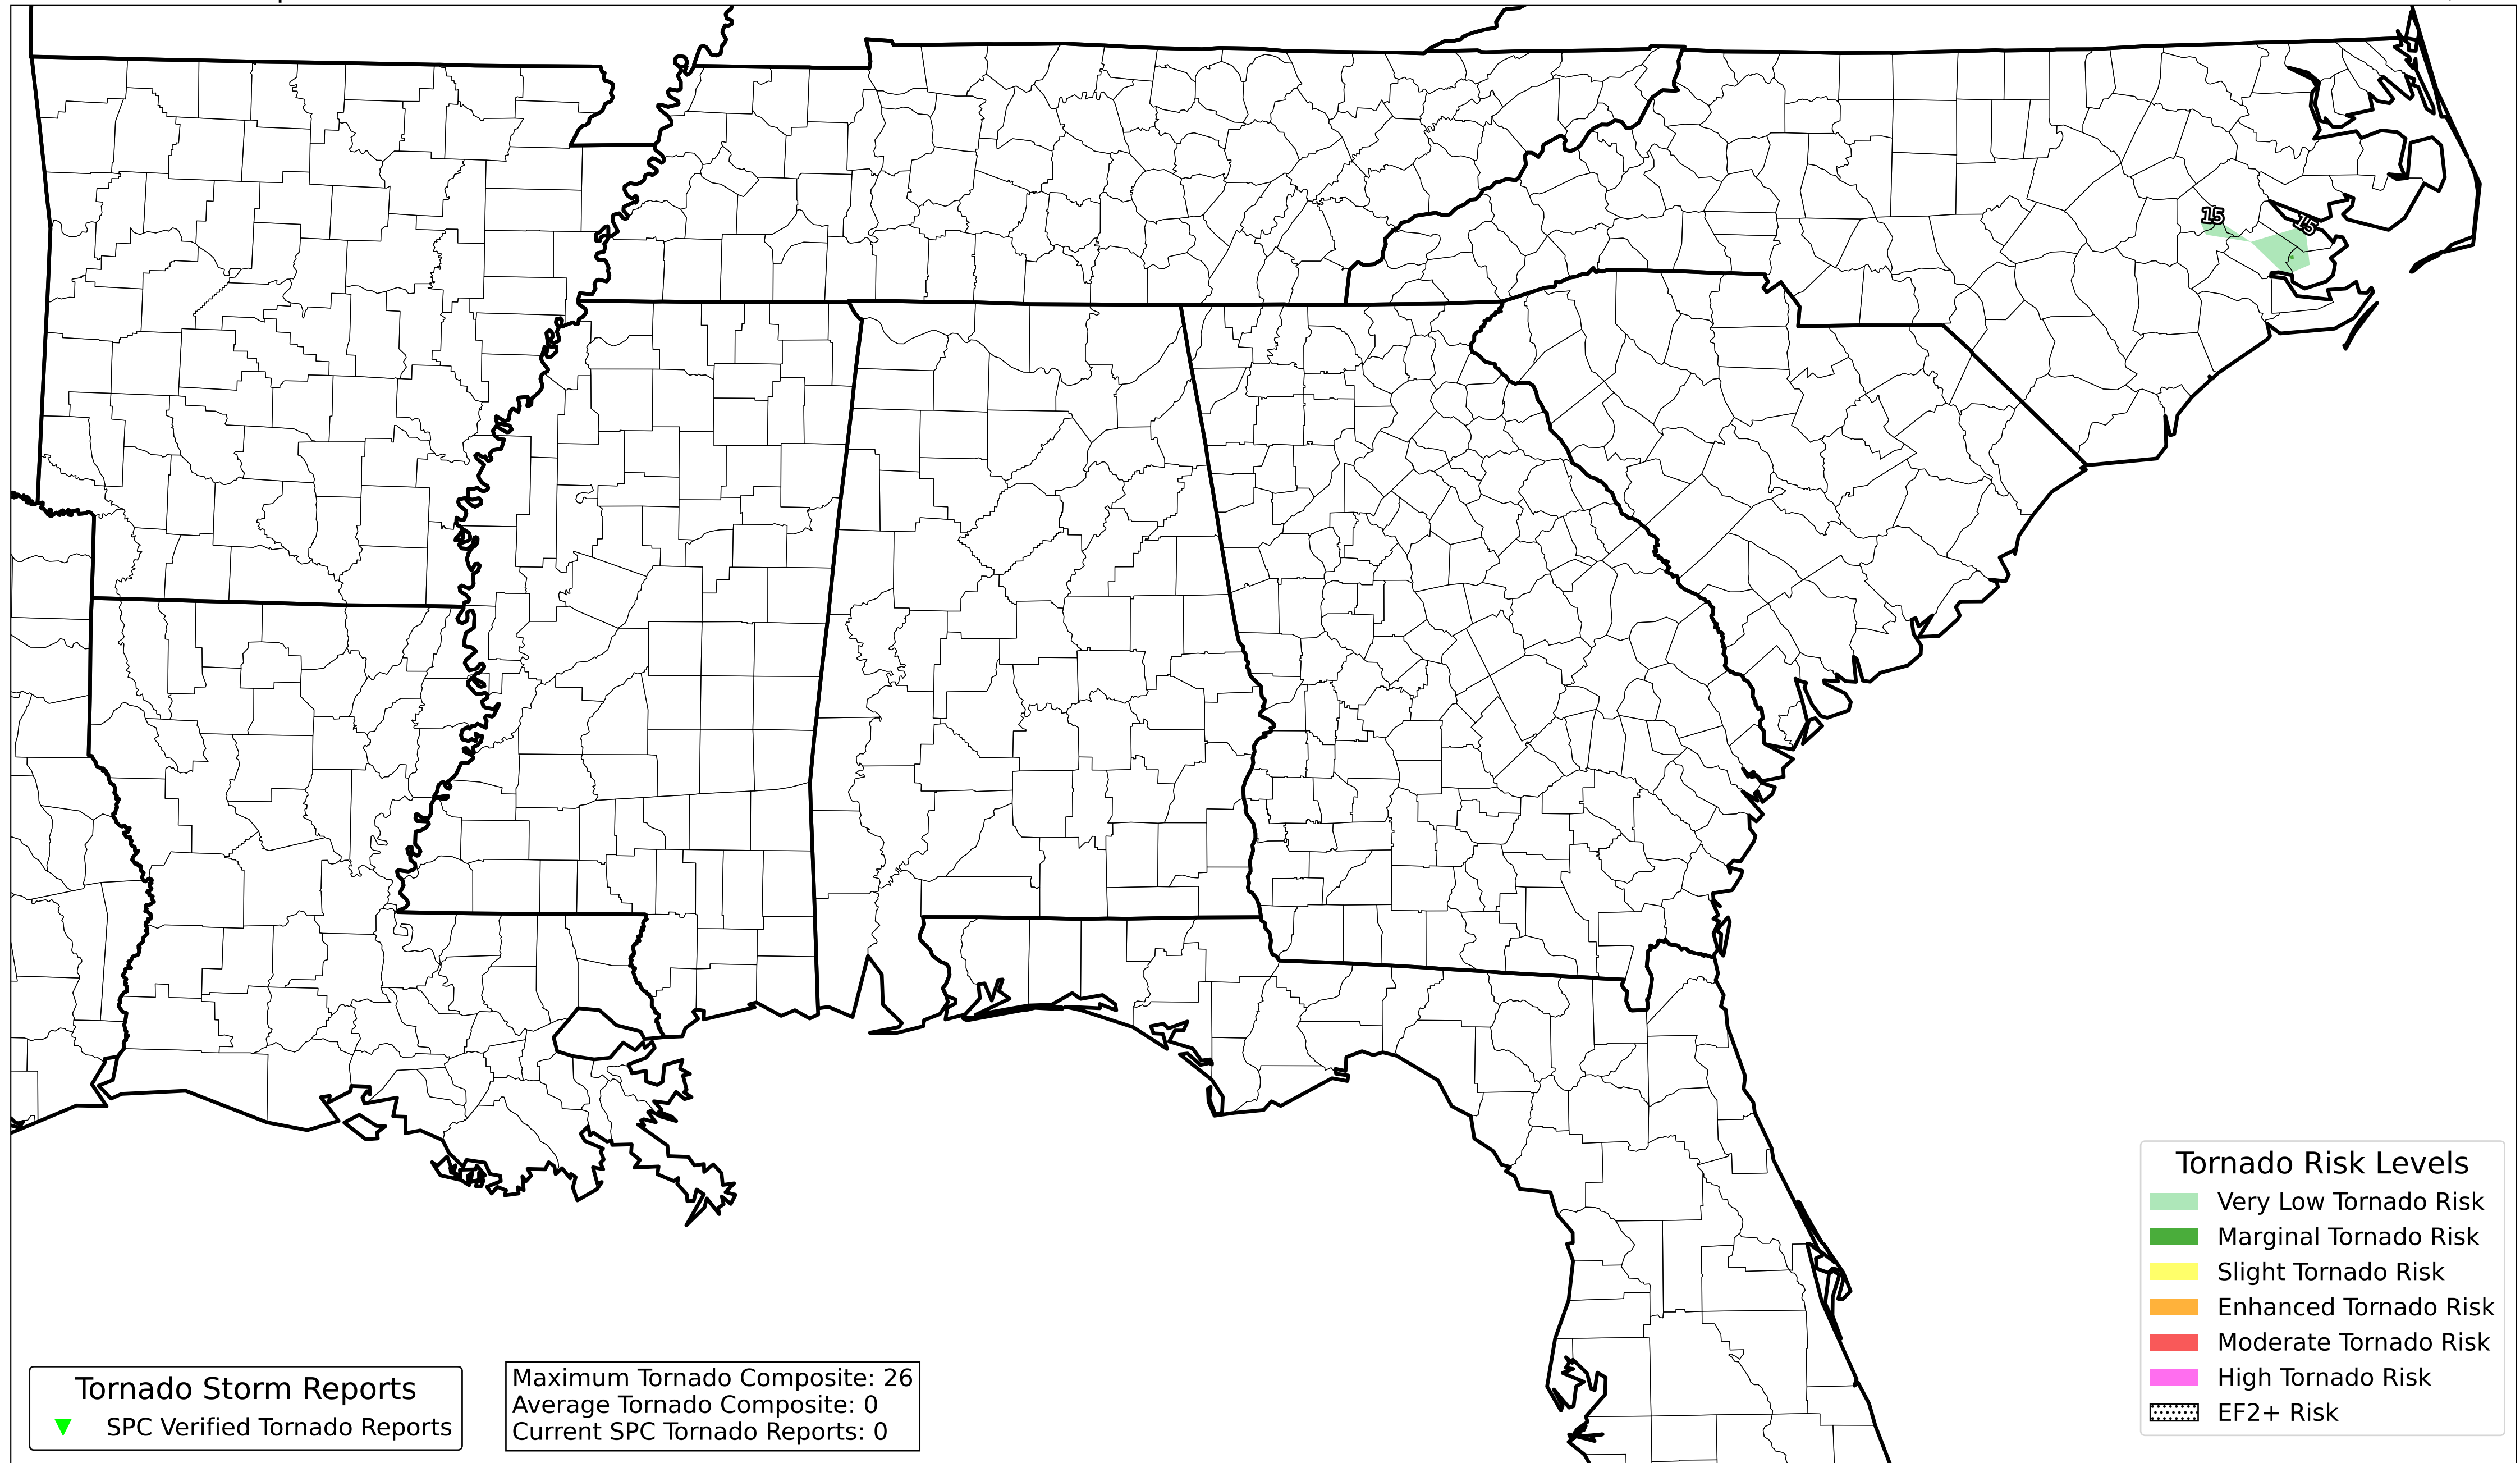 15
15
Tornado Risk Levels
Very Low Tornado Risk
Marginal Tornado Risk
Slight Tornado Risk
Enhanced Tornado Risk
Moderate Tornado Risk
High Tornado Risk
EF2+ Risk
Tornado Storm Reports
SPC Verified Tornado Reports
Maximum Tornado Composite: 26
Average Tornado Composite: 0
Current SPC Tornado Reports: 0